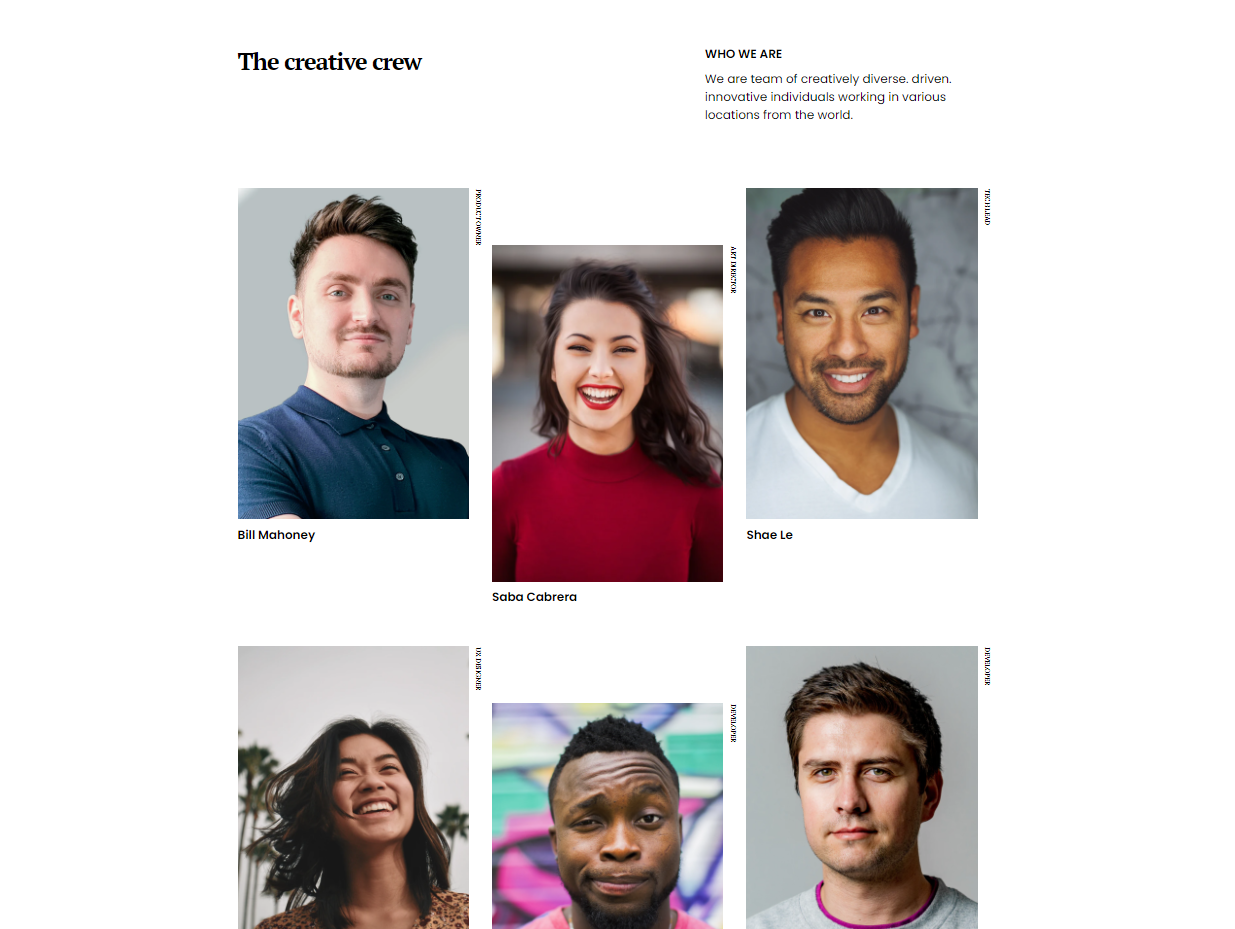 The creative crew
WHO WE ARE
We are team of creatively diverse. driven.
innovative individuals working in various
locations from the world.
PRODUCT OWNER
Bill Mahoney
ART DIRECTOR
Saba Cabrera
TECH LEAD
Shae Le
UX DESIGNER
DEVELOPER
DEVELOPER